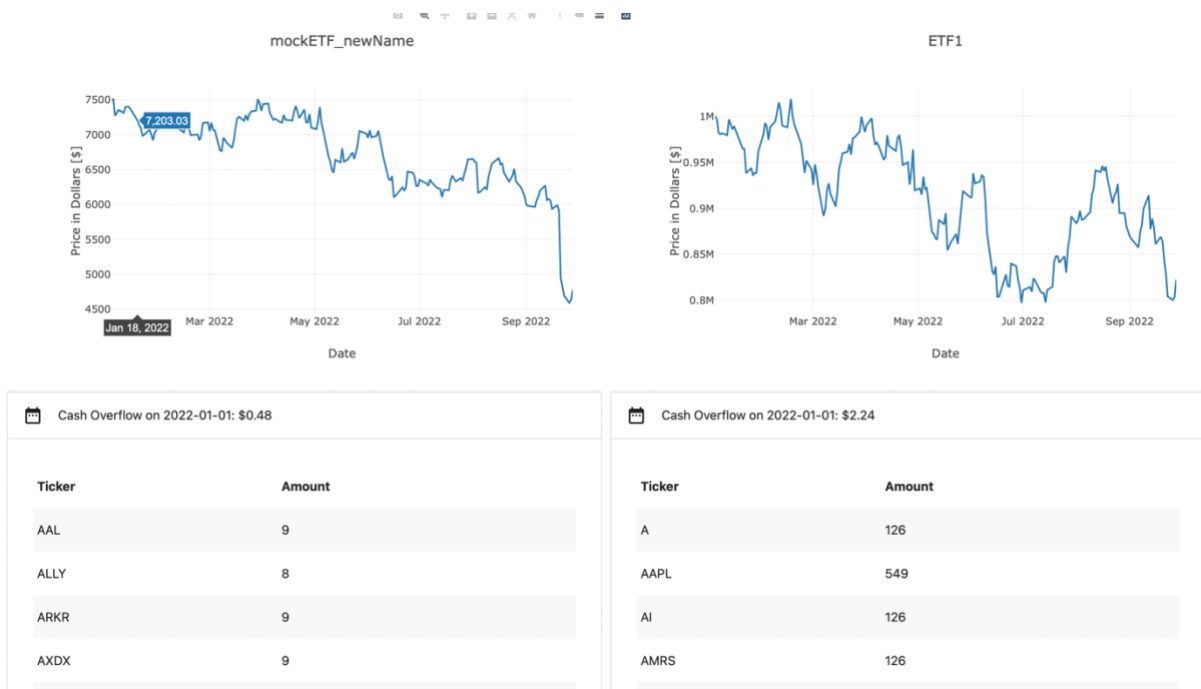 mockETF_newName
7500
7000
6500
6000
5500
5000
4500
Price in Dollars [$]
7,203.03
Jan 18, 2022
Mar 2022
May 2022
Jul 2022
Sep 2022
Date
ETF1
1M
0.95M
0.9M
0.85M
0.8M
Price in Dollars [$]
Mar 2022
May 2022
Jul 2022
Sep 2022
Date
Cash Overflow on 2022-01-01: $0.48
Ticker Amount
AAL 9
ALLY 8
ARKR 9
AXDX 9
Cash Overflow on 2022-01-01: $2.24
Ticker Amount
A 126
AAPL 549
AI 126
AMRS 126